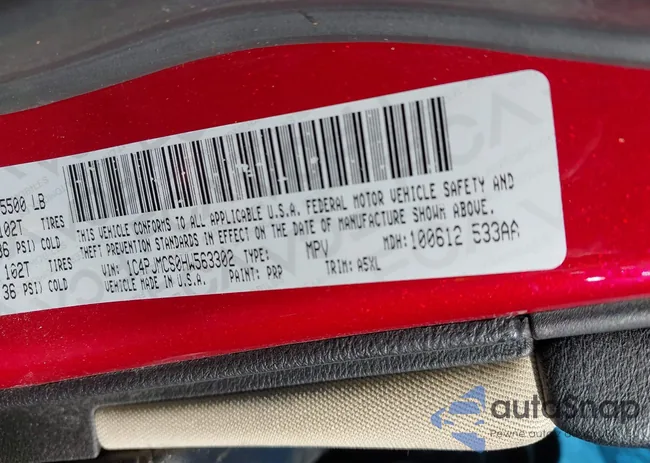 5500 LB
102T TIRES
36 PSI) COLD
102T TIRES
36 PSI) COLD
THIS VEHICLE CONFORMS TO ALL APPLICABLE U.S.A. FEDERAL MOTOR VEHICLE SAFETY AND
THEFT PREVENTION STANDARDS IN EFFECT ON THE DATE OF MANUFACTURE SHOWN ABOVE.
VIN: 1C4PJMCS0HW563302 TYPE: MPV MDH: 100612 533AA
VEHICLE MADE IN U.S.A. PAINT: PRP TRIM: A5XL
autoSnap
Pewne auto